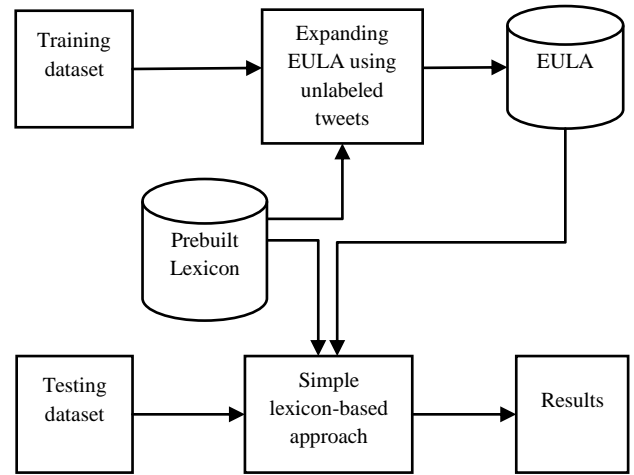 Training
dataset
Expanding
EULA using
unlabeled
tweets
EULA
Prebuilt
Lexicon
Testing
dataset
Simple
lexicon-based
approach
Results